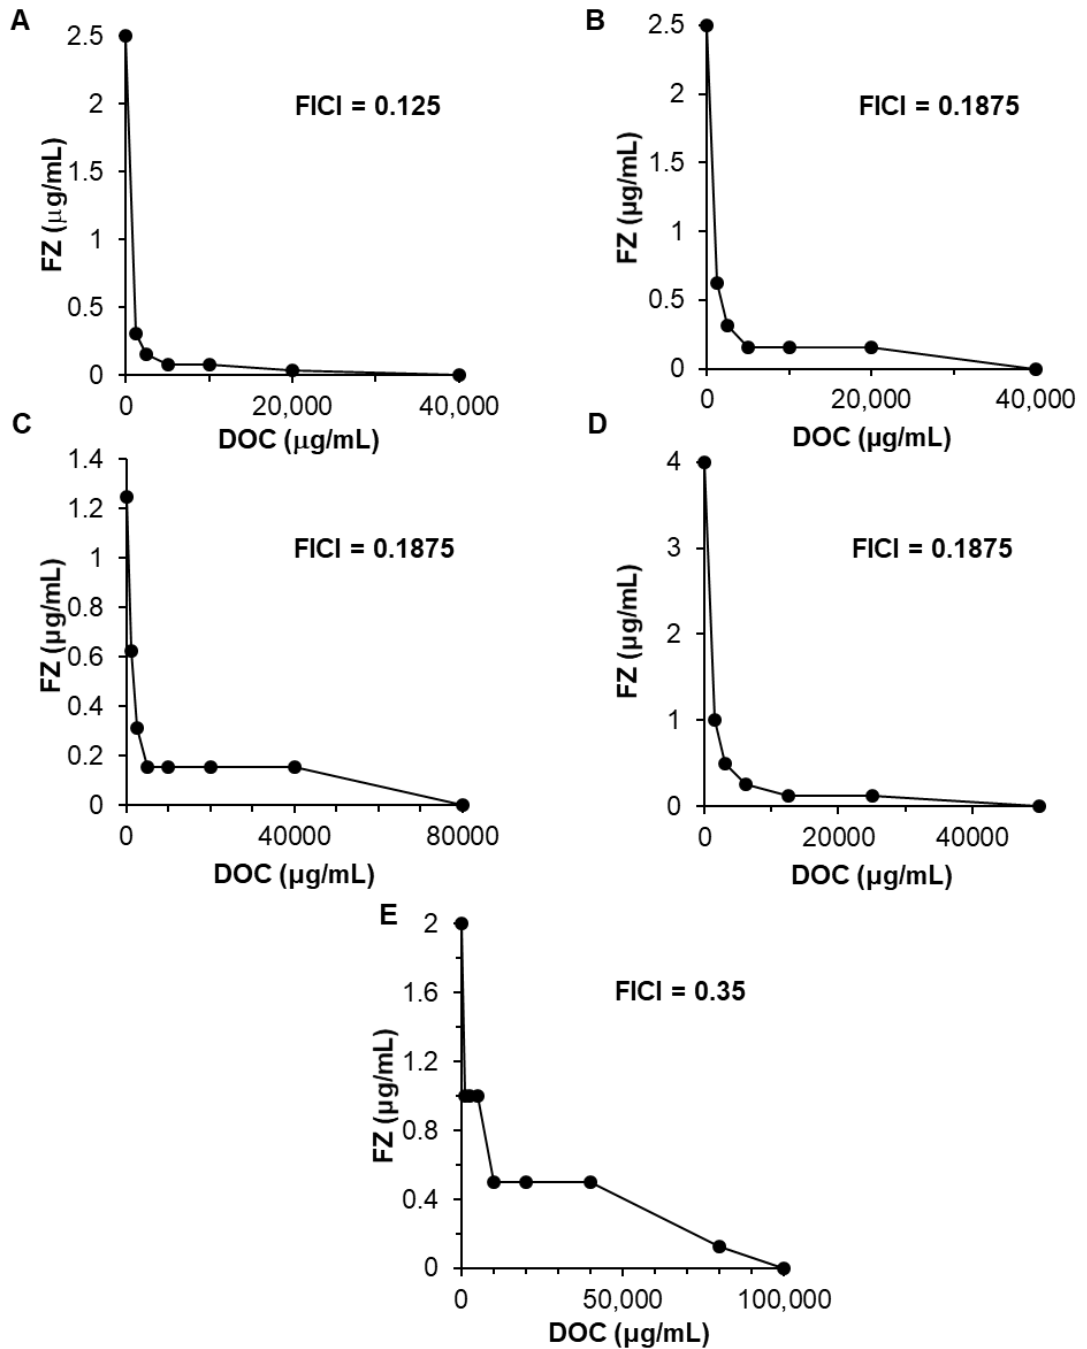 A
2.5
2
1.5
1
0.5
0
FZ (μg/mL)
FICI = 0.125
0 20,000 40,000
DOC (μg/mL)
B
2.5
2
1.5
1
0.5
0
FZ (µg/mL)
FICI = 0.1875
0 20,000 40,000
DOC (µg/mL)
C
1.4
1.2
1
0.8
0.6
0.4
0.2
0
FZ (µg/mL)
FICI = 0.1875
0 40000 80000
DOC (µg/mL)
D
4
3
2
1
0
FZ (µg/mL)
FICI = 0.1875
0 20000 40000
DOC (µg/mL)
E
2
1.6
1.2
0.8
0.4
0
FZ (µg/mL)
FICI = 0.35
0 50,000 100,000
DOC (µg/mL)